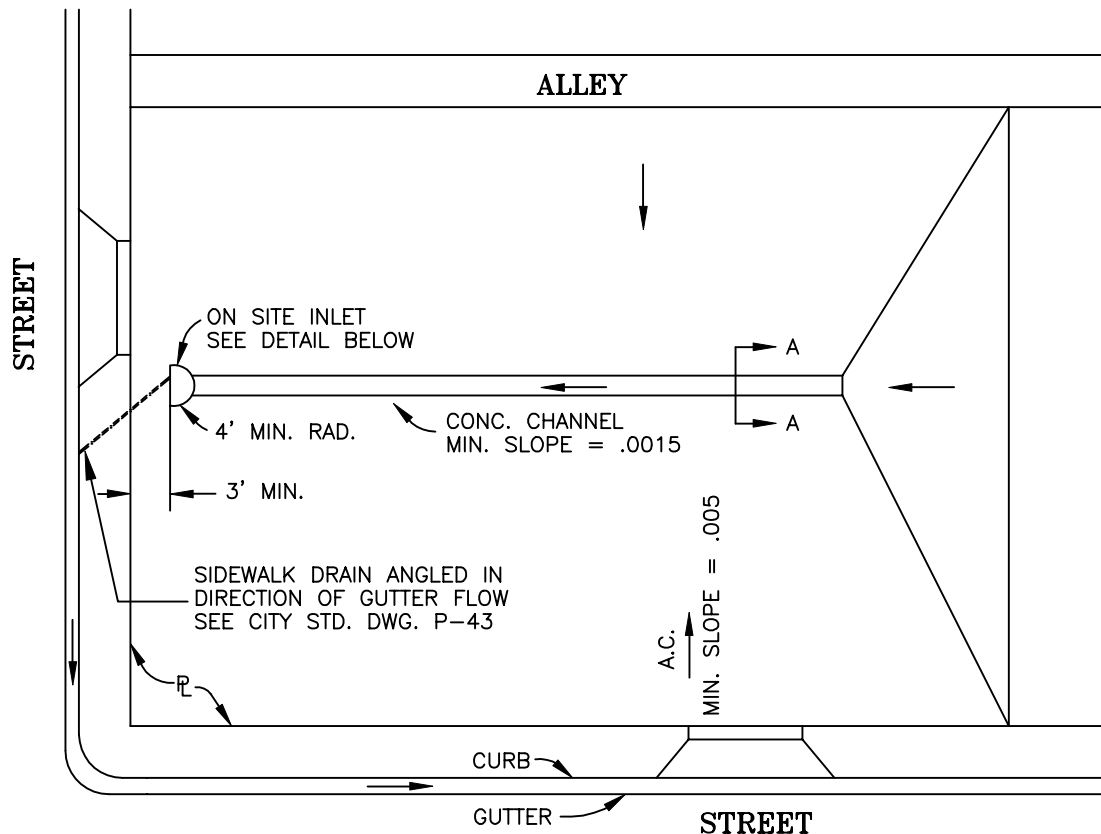 ALLEY
STREET
ON SITE INLET
SEE DETAIL BELOW
A
4' MIN. RAD.
CONC. CHANNEL
MIN. SLOPE = .0015
A
3' MIN.
SIDEWALK DRAIN ANGLED IN
DIRECTION OF GUTTER FLOW
SEE CITY STD. DWG. P-43
A.C.
MIN. SLOPE = .005
PL
CURB
GUTTER
STREET